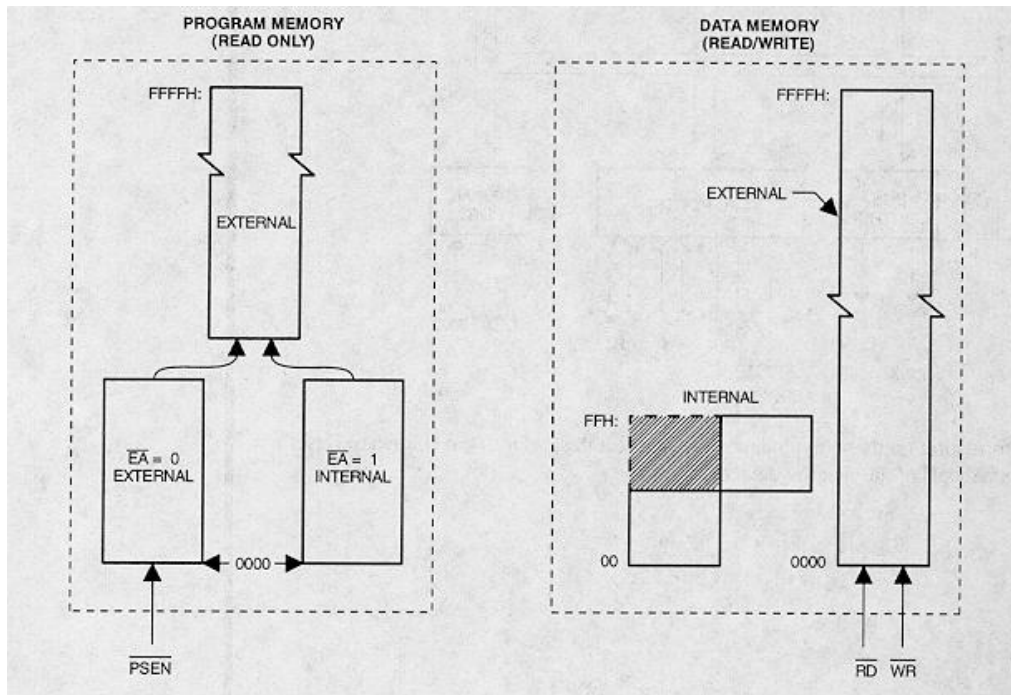 PROGRAM MEMORY
(READ ONLY)
FFFFH:
EXTERNAL
EA = 0
EXTERNAL
EA = 1
INTERNAL
0000
PSEN
DATA MEMORY
(READ/WRITE)
FFFFH:
EXTERNAL
INTERNAL
FFH:
00
0000
RD
WR